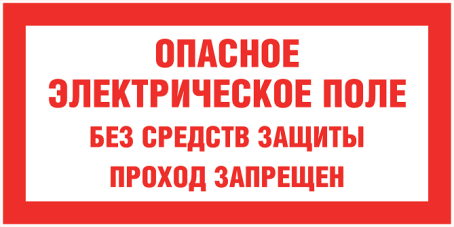 ОПАСНОЕ
ЭЛЕКТРИЧЕСКОЕ ПОЛЕ
БЕЗ СРЕДСТВ ЗАЩИТЫ
ПРОХОД ЗАПРЕЩЕН